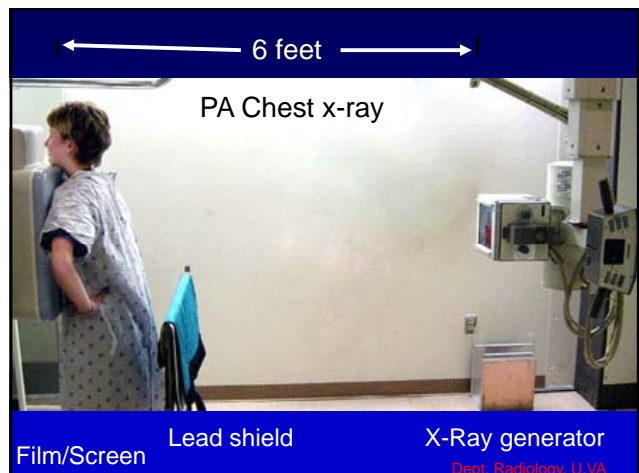 6 feet
PA Chest x-ray
Lead shield
X-Ray generator
Film/Screen
Dept. Radiology, U.VA